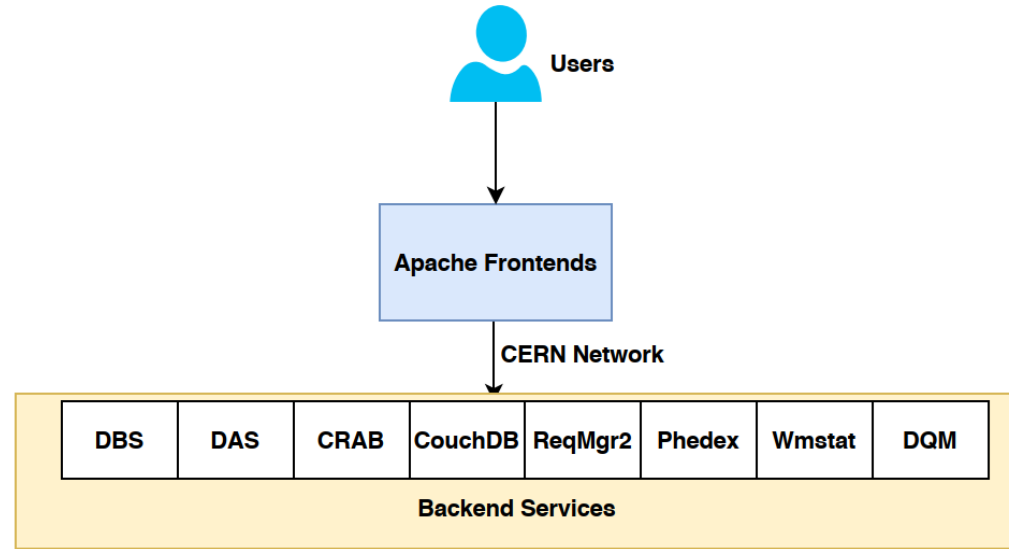 Users
Apache Frontends
CERN Network
DBS DAS CRAB CouchDB ReqMgr2 Phedex Wmstat DQM
Backend Services